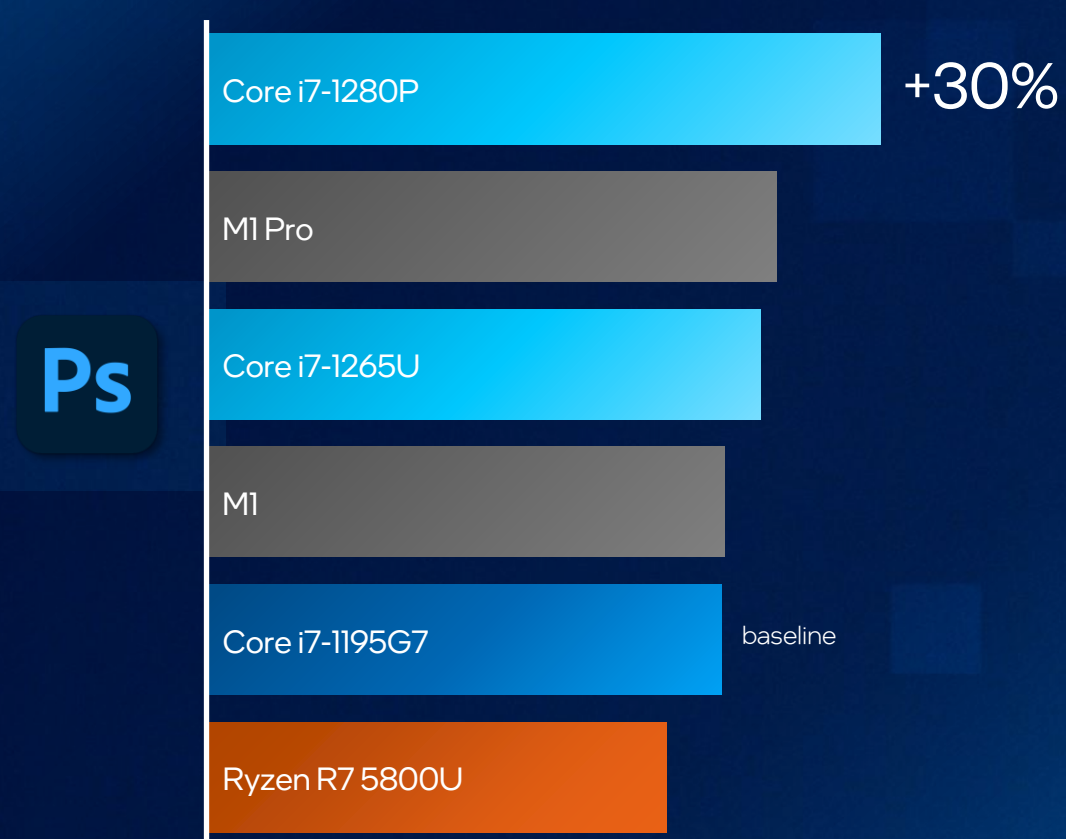 Core i7-1280P
+30%
M1 Pro
Core i7-1265U
Ps
M1
Core i7-1195G7
baseline
Ryzen R7 5800U